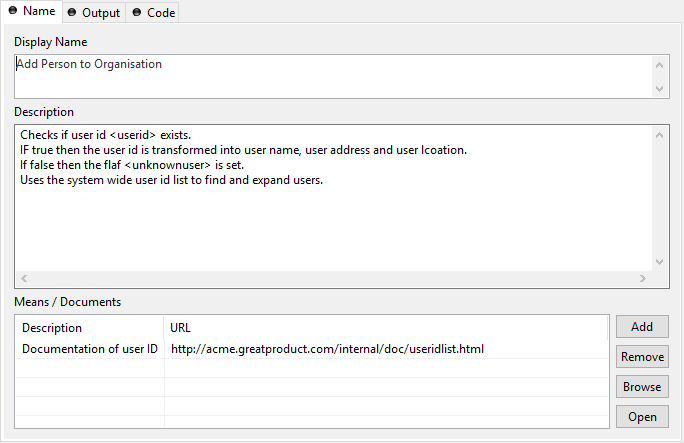 Name Output Code
Display Name
Add Person to Organisation
Description
Checks if user id <userid> exists.
IF true then the user id is transformed into user name, user address and user lcoation.
If false then the flaf <unknownuser> is set.
Uses the system wide user id list to find and expand users.
Means / Documents
Description URL Add
Documentation of user ID http://acme.greatproduct.com/internal/doc/useridlist.html
Remove
Browse
Open